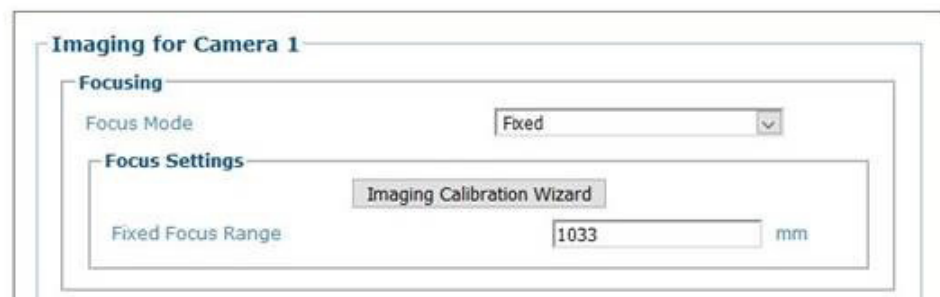 Imaging for Camera 1
Focusing
Focus Mode Fixed
Focus Settings
Imaging Calibration Wizard
Fixed Focus Range 1033 mm